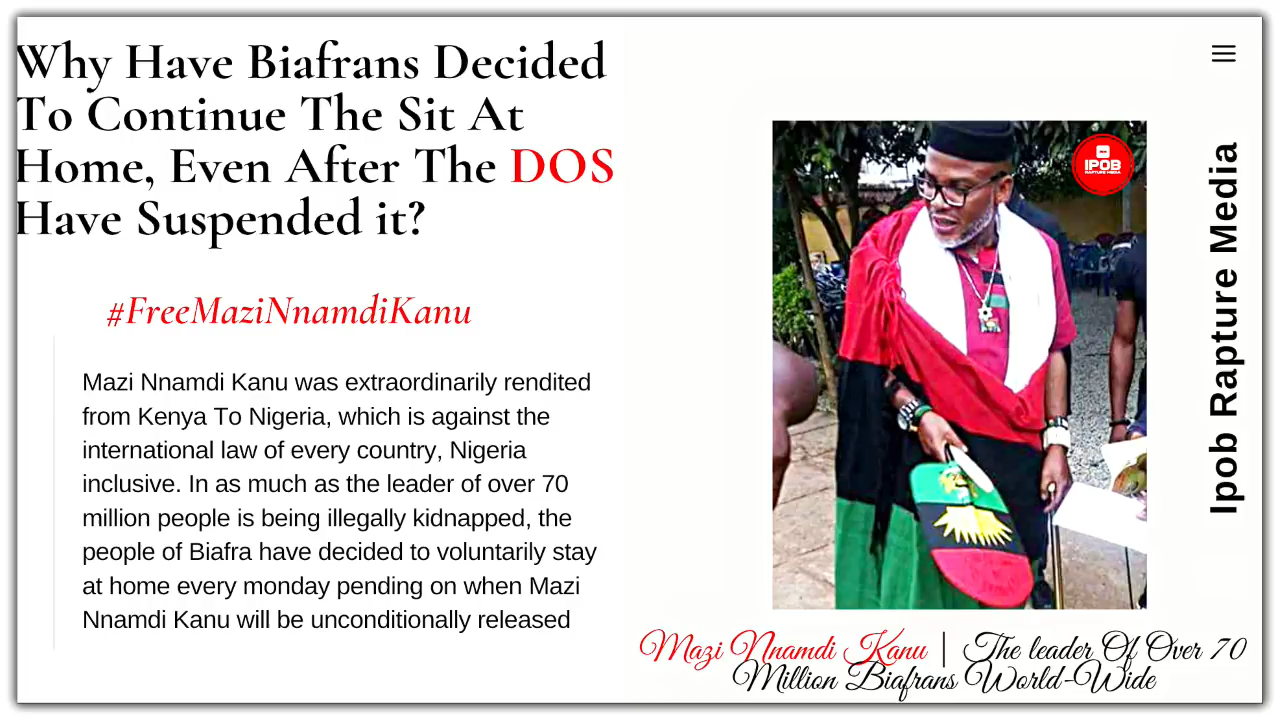 Why Have Biafrans Decided
To Continue The Sit At
Home, Even After The DOS
Have Suspended it?
#FreeMaziNnamdiKanu
Mazi Nnamdi Kanu was extraordinarily rendited
from Kenya To Nigeria, which is against the
international law of every country, Nigeria
inclusive. In as much as the leader of over 70
million people is being illegally kidnapped, the
people of Biafra have decided to voluntarily stay
at home every monday pending on when Mazi
Nnamdi Kanu will be unconditionally released
IPOB
RAPTURE MEDIA
Ipob Rapture Media
Mazi Nnamdi Kanu | The leader Of Over 70
Million Biafrans World-Wide